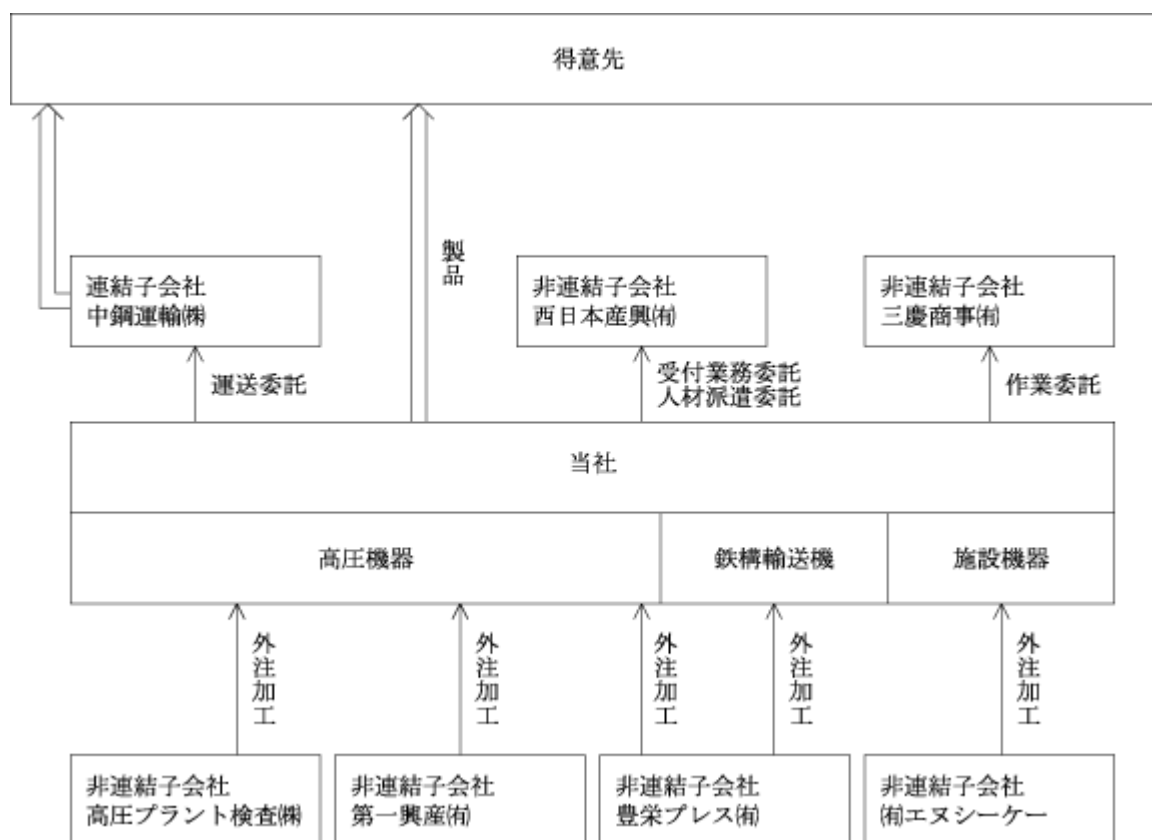 得意先
製品
連結子会社
中鋼運輸㈱
非連結子会社
西日本産興㈲
非連結子会社
三慶商事㈲
運送委託
受付業務委託
人材派遣委託
作業委託
当社
高圧機器
鉄構輸送機
施設機器
外注加工
外注加工
外注加工
外注加工
外注加工
非連結子会社
高圧プラント検査㈱
非連結子会社
第一興産㈲
非連結子会社
豊栄プレス㈲
非連結子会社
㈲エヌシーケー